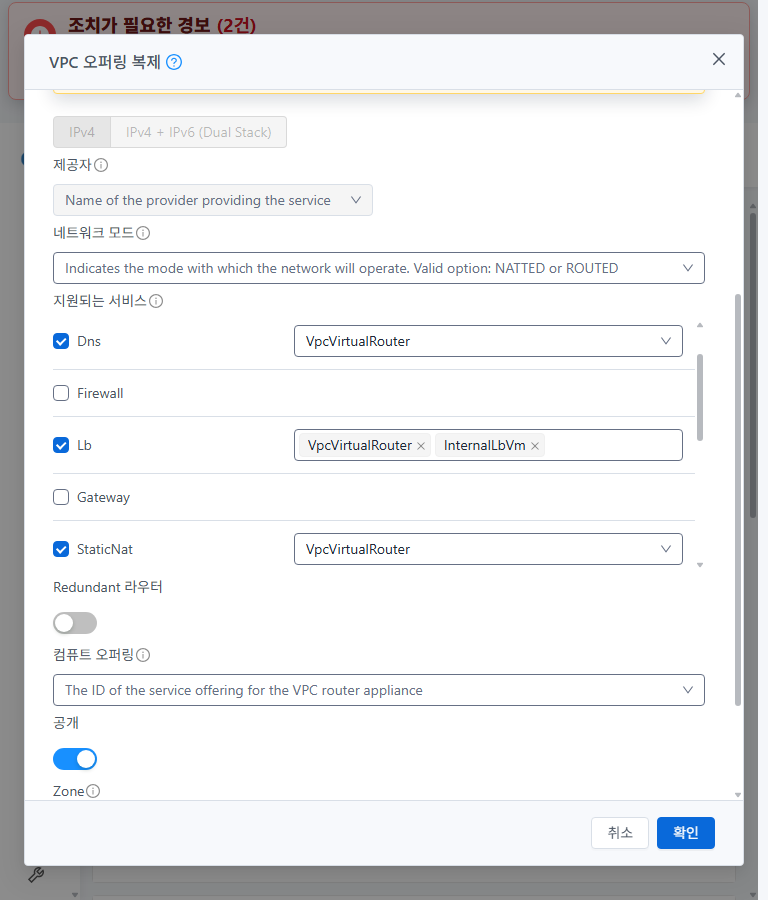 조치가 필요한 경보 (2건)
VPC 오퍼링 복제
IPv4
IPv4 + IPv6 (Dual Stack)
제공자
Name of the provider providing the service
네트워크 모드
Indicates the mode with which the network will operate. Valid option: NATTED or ROUTED
지원되는 서비스
Dns
VpcVirtualRouter
Firewall
Lb
VpcVirtualRouter
InternalLbVm
Gateway
StaticNat
VpcVirtualRouter
Redundant 라우터
컴퓨트 오퍼링
The ID of the service offering for the VPC router appliance
공개
Zone
취소
확인